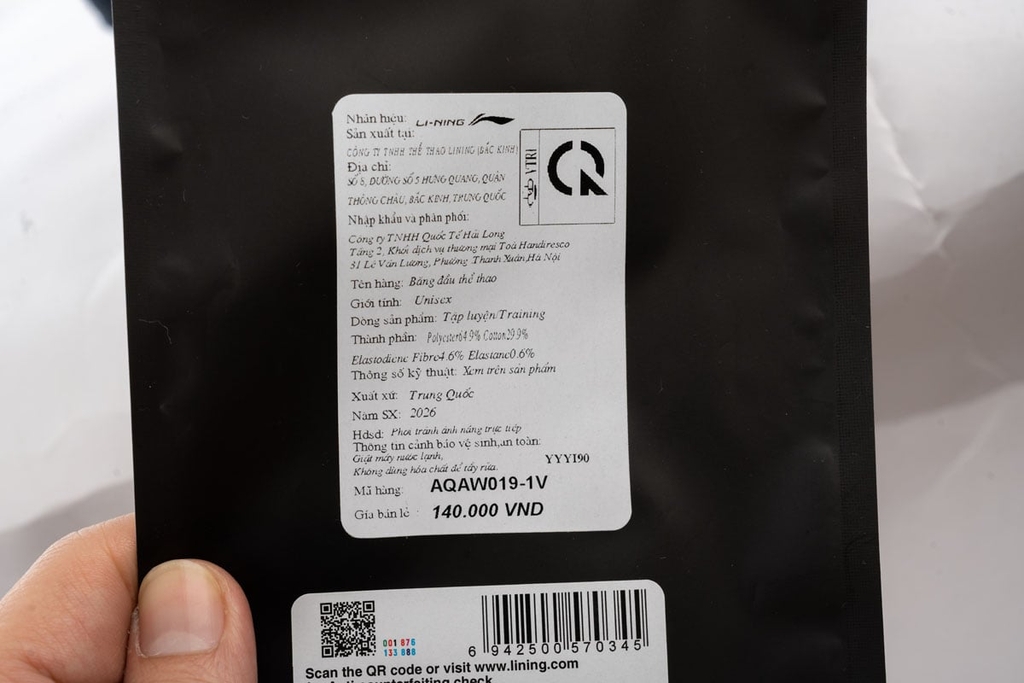 Nhãn hiệu: LI-NING
Sản xuất tại:
CÔNG TY TNHH THỂ THAO LINING (BẮC KINH)
Địa chỉ:
SỐ 8, ĐƯỜNG SỐ 5 HƯNG QUANG, QUẬN
THÔNG CHÂU, BẮC KINH, TRUNG QUỐC
VTRI
Nhập khẩu và phân phối:
Công ty TNHH Quốc Tế Hải Long
Tầng 2, Khối dịch vụ thương mại Toà Handiresco
31 Lê Văn Lương, Phường Thanh Xuân,Hà Nội
Tên hàng: Băng đầu thể thao
Giới tính: Unisex
Dòng sản phẩm: Tập luyện/Training
Thành phần: Polyester64.9% Cotton29.9%
Elastodiene Fibre4.6% Elastane0.6%
Thông số kỹ thuật: Xem trên sản phẩm
Xuất xứ: Trung Quốc
Năm SX: 2026
Hdsd: Phơi tránh ánh nắng trực tiếp
Thông tin cảnh báo vệ sinh,an toàn:
Giặt máy nước lạnh,
Không dùng hóa chất để tẩy rửa.
YYYI90
Mã hàng: AQAW019-1V
Giá bán lẻ : 140.000 VND
001 876
133 888
6 942500 570345
Scan the QR code or visit www.lining.com